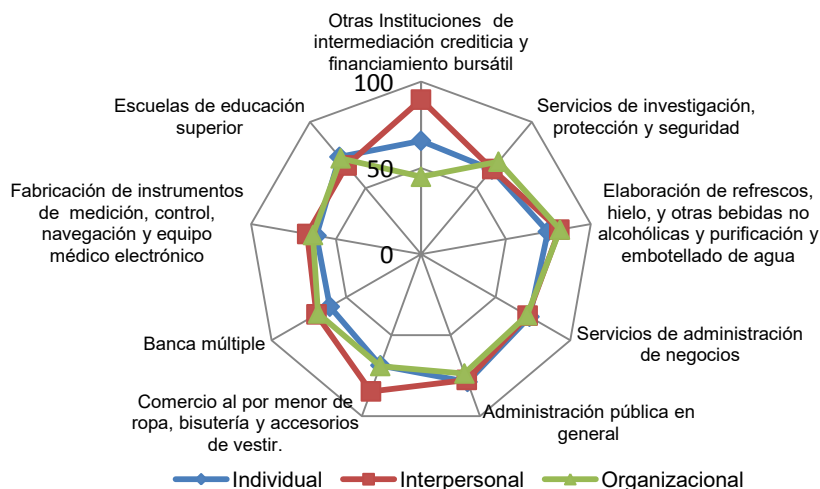 Otras Instituciones de
intermediación crediticia y
financiamiento bursátil
100
Escuelas de educación
superior
Servicios de investigación,
protección y seguridad
50
Fabricación de instrumentos
de medición, control,
navegación y equipo
médico electrónico
Elaboración de refrescos,
hielo, y otras bebidas no
alcohólicas y purificación y
embotellado de agua
0
Banca múltiple
Servicios de administración
de negocios
Comercio al por menor de
ropa, bisutería y accesorios
de vestir.
Administración pública en
general
Individual Interpersonal Organizacional